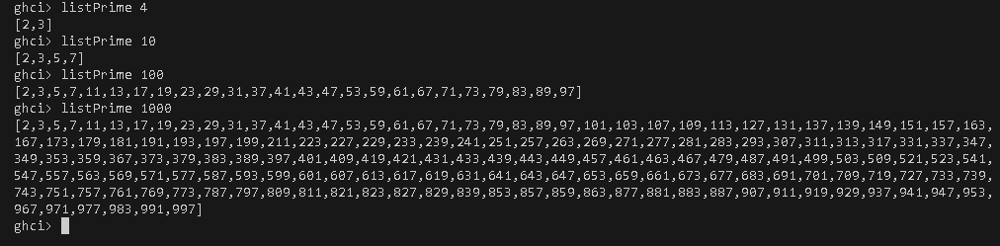 ghci> listPrime 4
[2,3]
ghci> listPrime 10
[2,3,5,7]
ghci> listPrime 100
[2,3,5,7,11,13,17,19,23,29,31,37,41,43,47,53,59,61,67,71,73,79,83,89,97]
ghci> listPrime 1000
[2,3,5,7,11,13,17,19,23,29,31,37,41,43,47,53,59,61,67,71,73,79,83,89,97,101,103,107,109,113,127,131,137,139,149,151,157,163,
167,173,179,181,191,193,197,199,211,223,227,229,233,239,241,251,257,263,269,271,277,281,283,293,307,311,313,317,331,337,347,
349,353,359,367,373,379,383,389,397,401,409,419,421,431,433,439,443,449,457,461,463,467,479,487,491,499,503,509,521,523,541,
547,557,563,569,571,577,587,593,599,601,607,613,617,619,631,641,643,647,653,659,661,673,677,683,691,701,709,719,727,733,739,
743,751,757,761,769,773,787,797,809,811,821,823,827,829,839,853,857,859,863,877,881,883,887,907,911,919,929,937,941,947,953,
967,971,977,983,991,997]
ghci>